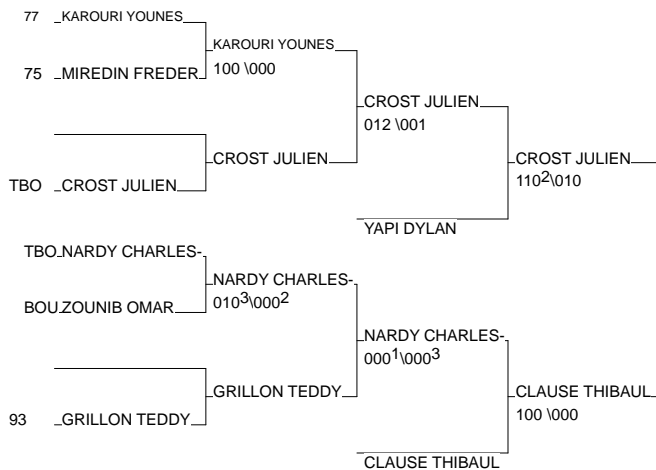 77 KAROURI YOUNES
KAROURI YOUNES
75 MIREDIN FREDER
100 \000
CROST JULIEN
012 \001
CROST JULIEN
CROST JULIEN
110²\010
TBO CROST JULIEN
YAPI DYLAN
TBO NARDY CHARLES-
NARDY CHARLES-
010³\000²
BOU ZOUNIB OMAR
NARDY CHARLES-
000¹\000³
GRILLON TEDDY
CLAUSE THIBAUL
100 \000
93 GRILLON TEDDY
CLAUSE THIBAUL